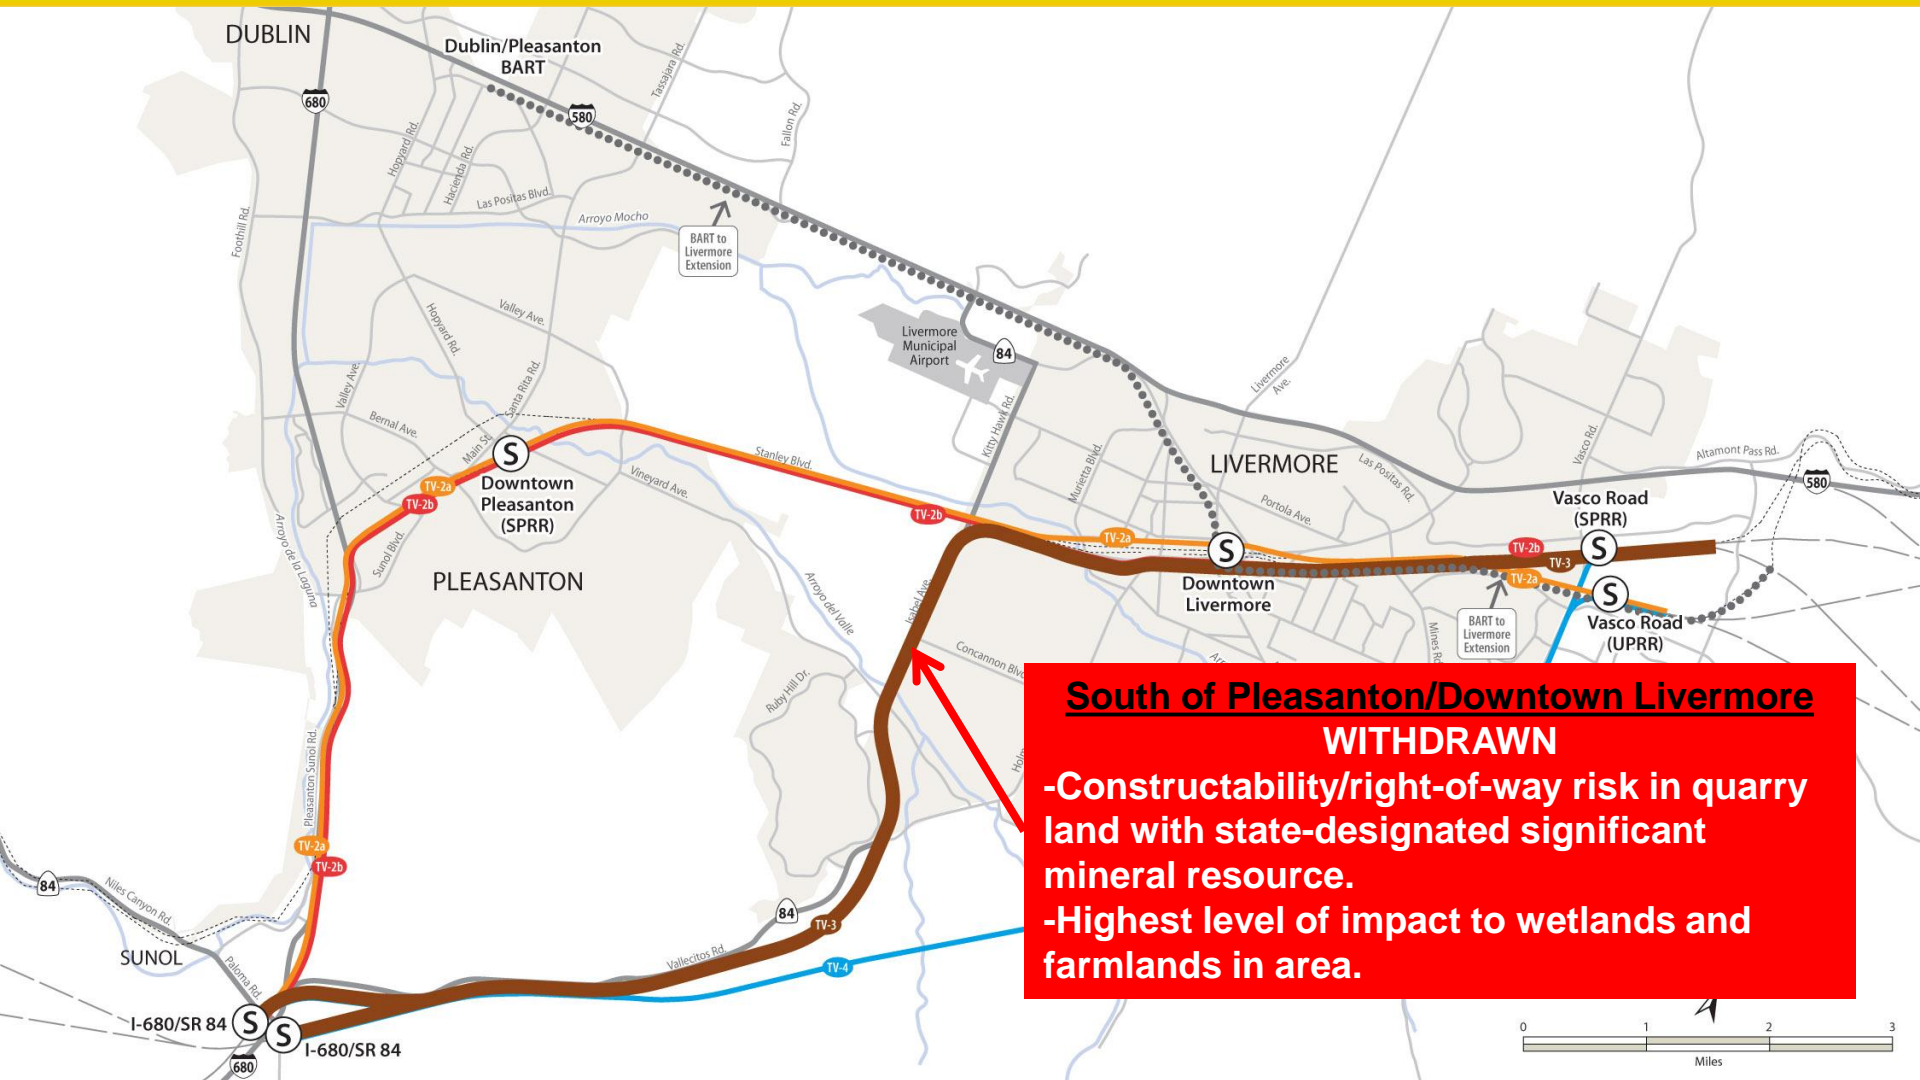 DUBLIN
Dublin/Pleasanton
BART
Tassajara Rd.
680
580
Fallon Rd.
Hopyard Rd.
Hacienda Rd.
Las Positas Blvd.
Arroyo Mocho
Foothill Rd.
BART to
Livermore
Extension
Hopyard Rd.
Valley Ave.
Livermore
Municipal
Airport
84
Livermore
Ave.
Valley Ave.
Santa Rita Rd.
Bernal Ave.
Main St.
S
Kitty Hawk Rd.
Stanley Blvd.
Vineyard Ave.
Murietta Blvd.
LIVERMORE
Las Positas Rd.
Vasco Rd.
Altamont Pass Rd.
580
TV-2a
TV-2b
Downtown
Pleasanton
(SPRR)
Portola Ave.
Vasco Road
(SPRR)
TV-2b
TV-2a
S
TV-2b
S
TV-3
Sunol Blvd.
Arroyo de la Laguna
PLEASANTON
Downtown
Livermore
TV-2a
S
Arroyo del Valle
Isabel Ave.
BART to
Livermore
Extension
Vasco Road
(UPRR)
Mines Rd.
Concannon Blvd.
Ruby Hill Dr.
South of Pleasanton/Downtown Livermore
WITHDRAWN
-Constructability/right-of-way risk in quarry
land with state-designated significant
mineral resource.
-Highest level of impact to wetlands and
farmlands in area.
Pleasanton Sunol Rd.
TV-2a
TV-2b
84
Niles Canyon Rd.
84
TV-3
SUNOL
Paloma Rd.
Vallecitos Rd.
TV-4
I-680/SR 84
S
S
I-680/SR 84
680
0 1 2 3
Miles